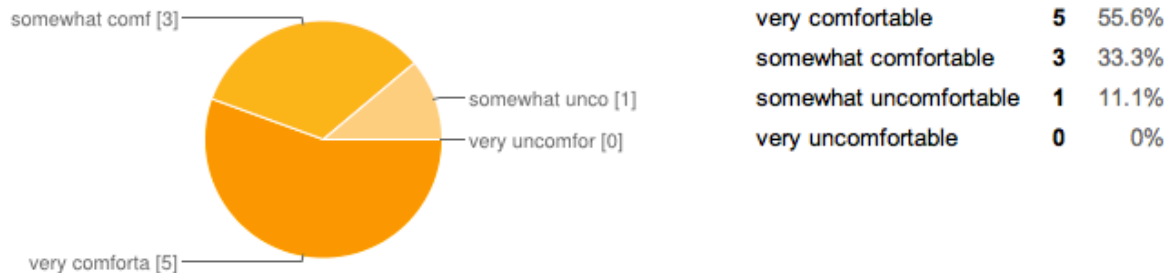 somewhat comf [3]
somewhat unco [1]
very uncomfor [0]
very comforta [5]
very comfortable 5 55.6%
somewhat comfortable 3 33.3%
somewhat uncomfortable 1 11.1%
very uncomfortable 0 0%